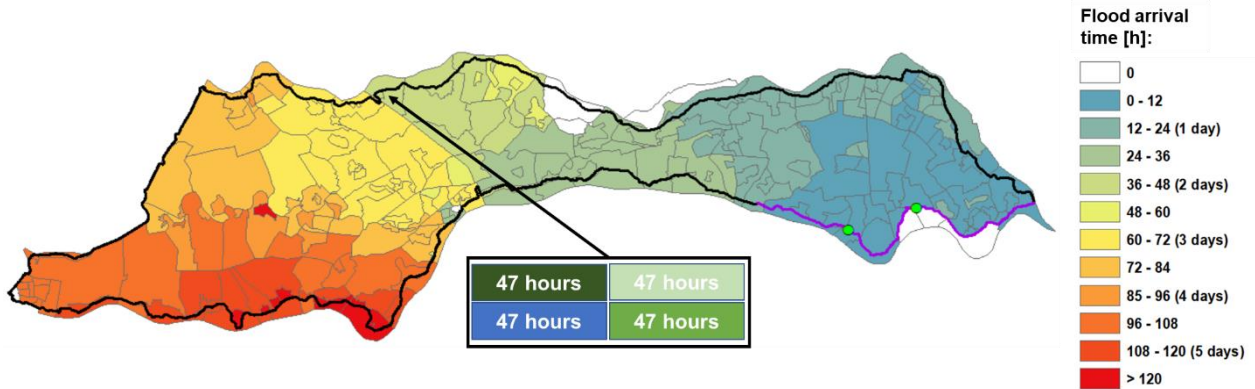 Flood arrival
time [h]:
0
0 - 12
12 - 24 (1 day)
24 - 36
36 - 48 (2 days)
48 - 60
60 - 72 (3 days)
72 - 84
85 - 96 (4 days)
96 - 108
108 - 120 (5 days)
> 120
47 hours 47 hours
47 hours 47 hours